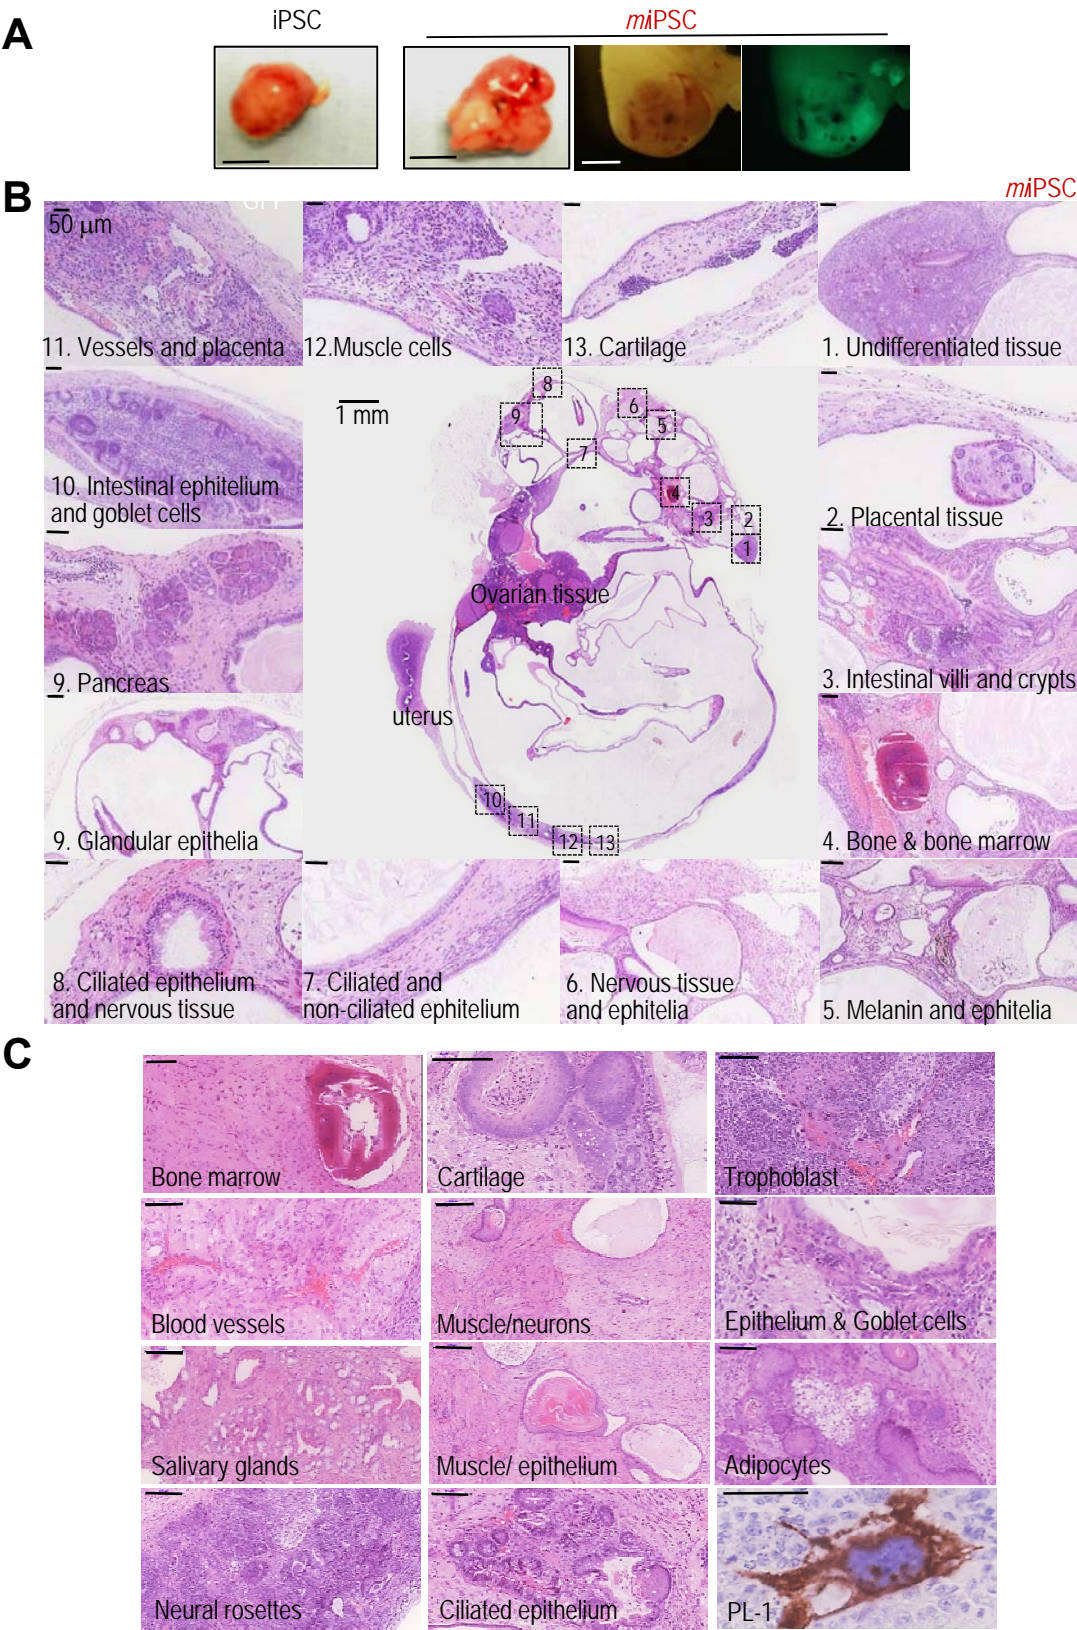 A
iPSC
miPSC
B
miPSC
GFP
50 μm
11. Vessels and placenta
12.Muscle cells
13. Cartilage
1. Undifferentiated tissue
10. Intestinal ephitelium
and goblet cells
1 mm
8
9
7
6
5
4
3
2
1
2. Placental tissue
9. Pancreas
Ovarian tissue
3. Intestinal villi and crypts
uterus
9. Glandular epithelia
10
11
12
13
4. Bone & bone marrow
8. Ciliated epithelium
and nervous tissue
7. Ciliated and
non-ciliated ephitelium
6. Nervous tissue
and ephitelia
5. Melanin and ephitelia
C
Bone marrow
Cartilage
Trophoblast
Blood vessels
Muscle/neurons
Epithelium & Goblet cells
Salivary glands
Muscle/ epithelium
Adipocytes
Neural rosettes
Ciliated epithelium
PL-1